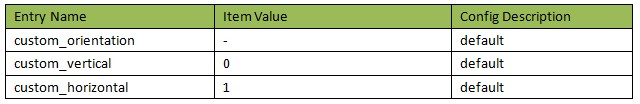 Entry Name Item Value Config Description
custom_orientation - default
custom_vertical 0 default
custom_horizontal 1 default